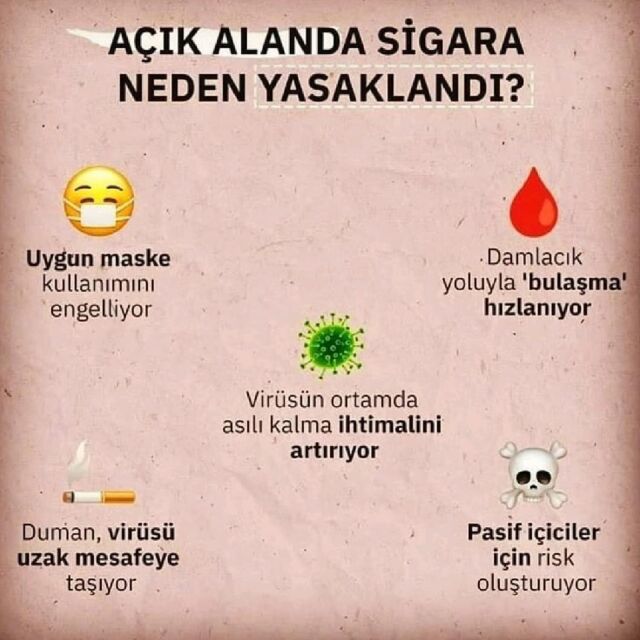 AÇIK ALANDA SİGARA
NEDEN YASAKLANDI?
Uygun maske
kullanımını
engelliyor
Damlacık
yoluyla 'bulaşma'
hızlanıyor
Virüsün ortamda
asılı kalma ihtimalini
artırıyor
Duman, virüsü
uzak mesafeye
taşıyor
Pasif içiciler
için risk
oluşturuyor